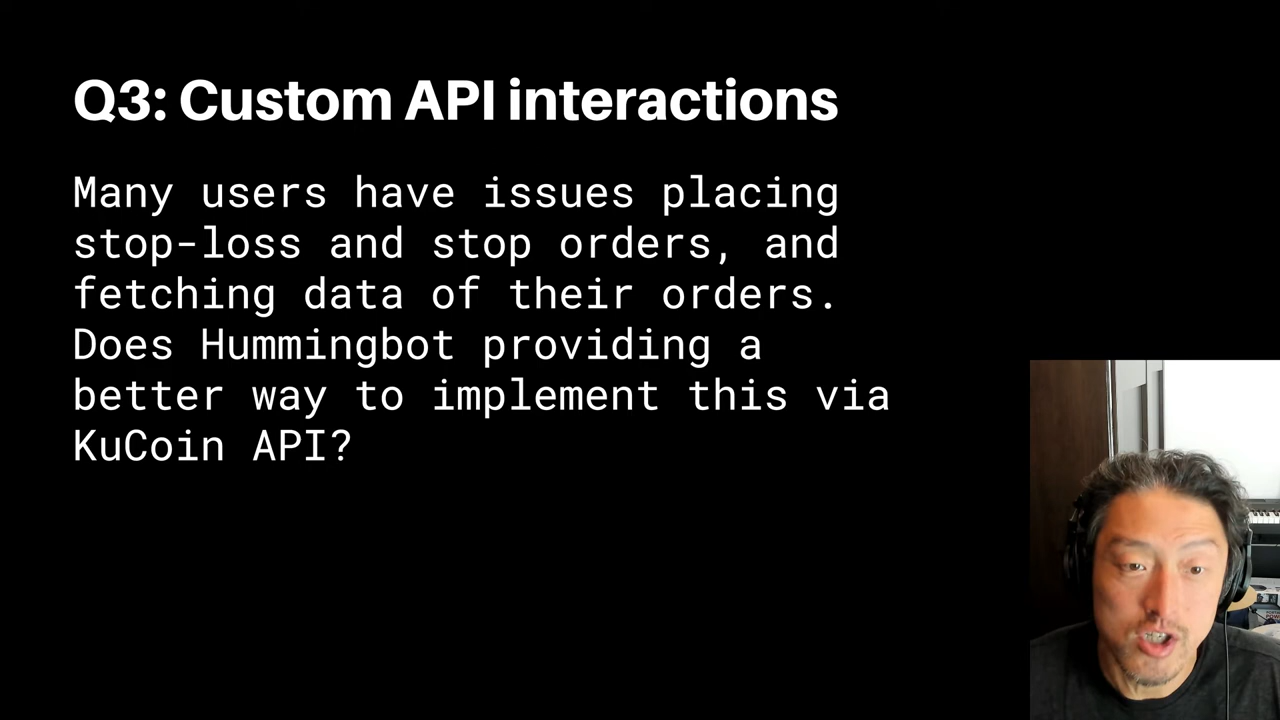 Q3: Custom API interactions
Many users have issues placing
stop-loss and stop orders, and
fetching data of their orders.
Does Hummingbot providing a
better way to implement this via
KuCoin API?